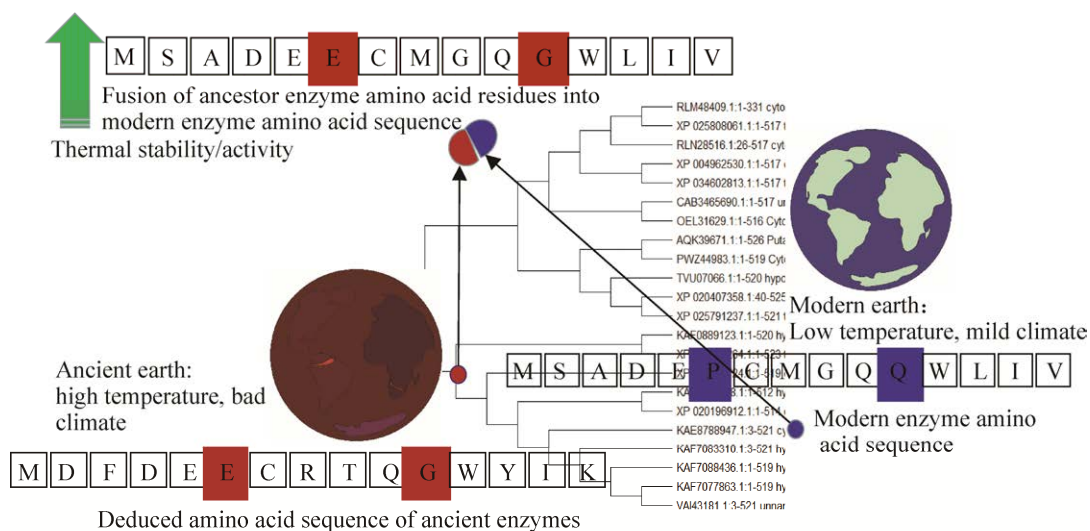 M S A D E E C M G Q G W L I V
Fusion of ancestor enzyme amino acid residues into
modern enzyme amino acid sequence
Thermal stability/activity
RLM48409.1:1-331 cyto
XP 025808061.1:1-517
RLN28516.1:26-517 cyt
XP 004962530.1:1-517
XP 034602813.1:1-517
CAB3465690.1:1-517 un
OEL31629.1:1-516 Cyto
AQK39671.1:1-526 Puta
PWZ44983.1:1-519 Cyto
TVU07066.1:1-520 hypo
XP 020407358.1:40-525
XP 025791237.1:1-521
KAE0889123.1:1-520 hy
XP 020196912.1:1-514
KAE8788947.1:3-521 cy
KAF7083310.1:3-521 hy
KAF7088436.1:1-519 hy
KAF7077863.1:1-519 hy
VAI43181.1:3-521 unnar
Modern earth:
Low temperature, mild climate
M S A D E P C M G Q Q W L I V
Modern enzyme amino
acid sequence
Ancient earth:
high temperature, bad
climate
M D F D E E C R T Q G W Y I K
Deduced amino acid sequence of ancient enzymes